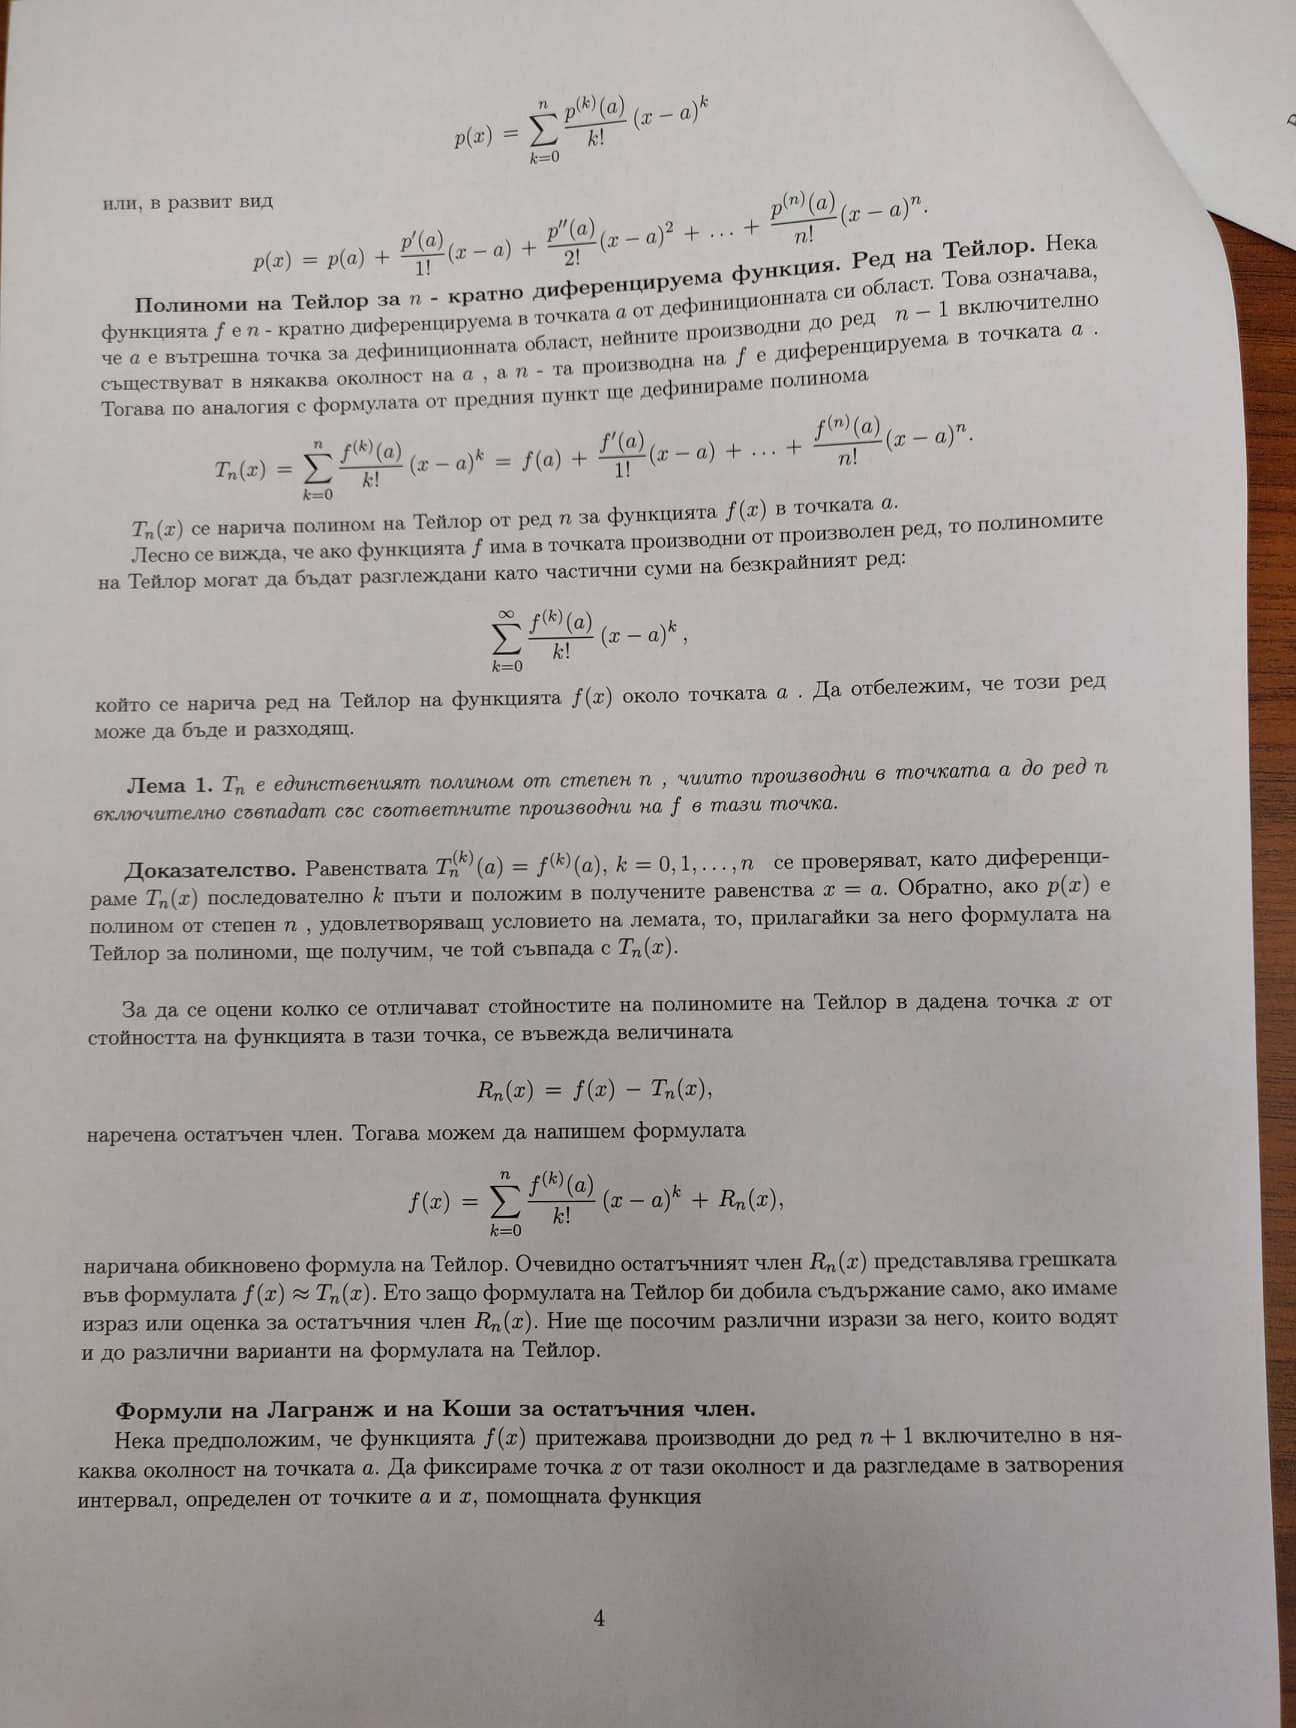 p(x) = \sum_{k=0}^{n} \frac{p^{(k)}(a)}{k!} (x − a)^k
или, в развит вид
p(x) = p(a) + \frac{p′(a)}{1!}(x − a) + \frac{p″(a)}{2!}(x − a)^2 + … + \frac{p^{(n)}(a)}{n!}(x − a)^n.
Полиноми на Тейлор за n - кратно диференцируема функция. Ред на Тейлор. Нека
функцията f е n - кратно диференцируема в точката a от дефиниционната си област. Това означава,
че a е вътрешна точка за дефиниционната област, нейните производни до ред n − 1 включително
съществуват в някаква околност на a , а n - та производна на f е диференцируема в точката a .
Тогава по аналогия с формулата от предния пункт ще дефинираме полинома
T_n(x) = \sum_{k=0}^{n} \frac{f^{(k)}(a)}{k!} (x − a)^k = f(a) + \frac{f′(a)}{1!}(x − a) + … + \frac{f^{(n)}(a)}{n!}(x − a)^n.
T_n(x) се нарича полином на Тейлор от ред n за функцията f(x) в точката a.
Лесно се вижда, че ако функцията f има в точката производни от произволен ред, то полиномите
на Тейлор могат да бъдат разглеждани като частични суми на безкрайният ред:
\sum_{k=0}^{∞} \frac{f^{(k)}(a)}{k!} (x − a)^k ,
който се нарича ред на Тейлор на функцията f(x) около точката a . Да отбележим, че този ред
може да бъде и разходящ.
Лема 1. T_n е единственият полином от степен n , чиито производни в точката a до ред n
включително съвпадат със съответните производни на f в тази точка.
Доказателство. Равенствата T_n^{(k)}(a) = f^{(k)}(a), k = 0, 1, …, n се проверяват, като диференци-
раме T_n(x) последователно k пъти и положим в получените равенства x = a. Обратно, ако p(x) е
полином от степен n , удовлетворяващ условието на лемата, то, прилагайки за него формулата на
Тейлор за полиноми, ще получим, че той съвпада с T_n(x).
За да се оцени колко се отличават стойностите на полиномите на Тейлор в дадена точка x от
стойността на функцията в тази точка, се въвежда величината
R_n(x) = f(x) − T_n(x),
наречена остатъчен член. Тогава можем да напишем формулата
f(x) = \sum_{k=0}^{n} \frac{f^{(k)}(a)}{k!} (x − a)^k + R_n(x),
наричана обикновено формула на Тейлор. Очевидно остатъчният член R_n(x) представлява грешката
във формулата f(x) ≈ T_n(x). Ето защо формулата на Тейлор би добила съдържание само, ако имаме
израз или оценка за остатъчния член R_n(x). Ние ще посочим различни изрази за него, които водят
и до различни варианти на формулата на Тейлор.
Формули на Лагранж и на Коши за остатъчния член.
Нека предположим, че функцията f(x) притежава производни до ред n + 1 включително в ня-
каква околност на точката a. Да фиксираме точка x от тази околност и да разгледаме в затворения
интервал, определен от точките a и x, помощната функция
4